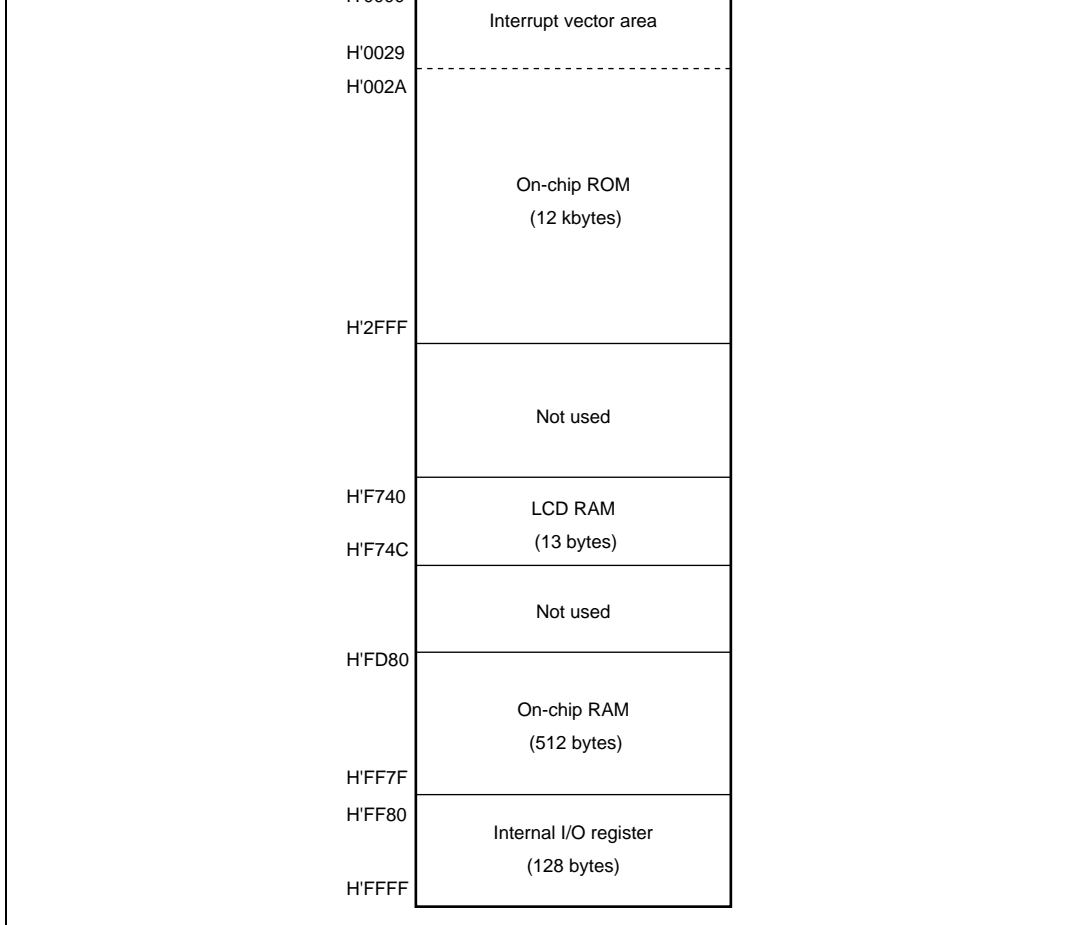 Interrupt vector area
H'0029
H'002A
On-chip ROM
(12 kbytes)
H'2FFF
Not used
H'F740
LCD RAM
(13 bytes)
H'F74C
Not used
H'FD80
On-chip RAM
(512 bytes)
H'FF7F
H'FF80
Internal I/O register
(128 bytes)
H'FFFF